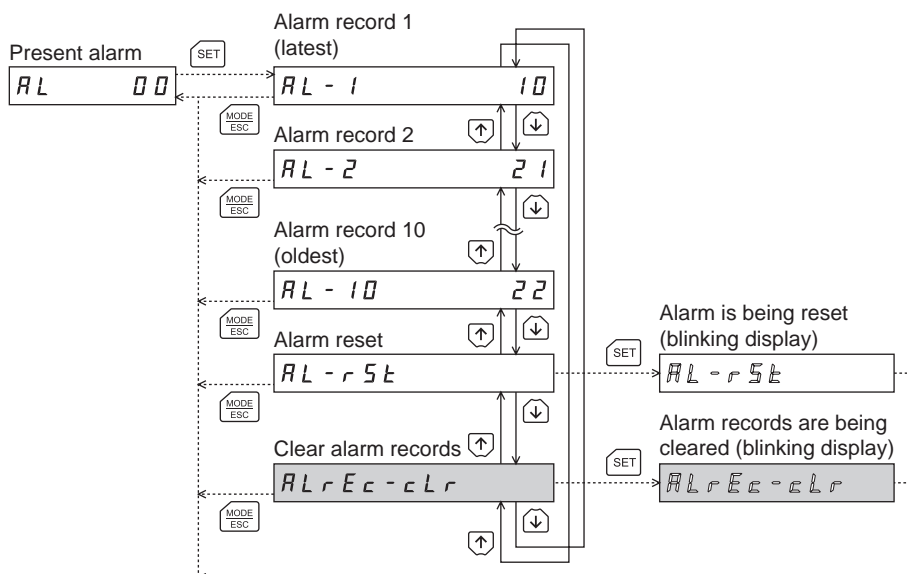 Alarm record 1
(latest)
Present alarm
SET
AL 00
AL-1 10
MODE
ESC
Alarm record 2
AL-2 21
MODE
ESC
Alarm record 10
(oldest)
AL-10 22
MODE
ESC
Alarm reset
AL-rSt
SET
Alarm is being reset
(blinking display)
AL-rSt
MODE
ESC
Clear alarm records
ALrEc-cLr
SET
Alarm records are being
cleared (blinking display)
ALrEc-cLr
MODE
ESC